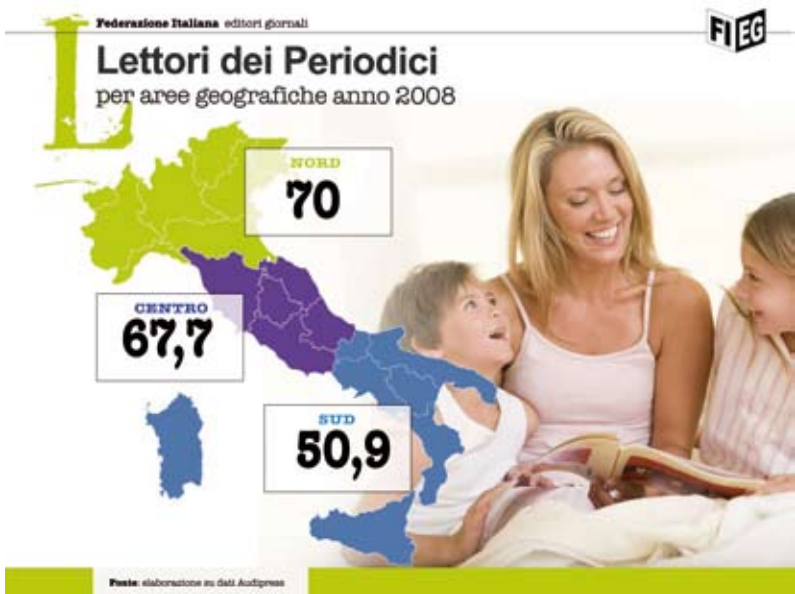 Federazione Italiana editori giornali
FIEG
L
Lettori dei Periodici
per aree geografiche anno 2008
NORD
70
CENTRO
67,7
SUD
50,9
Fonte: elaborazione su dati Audipress